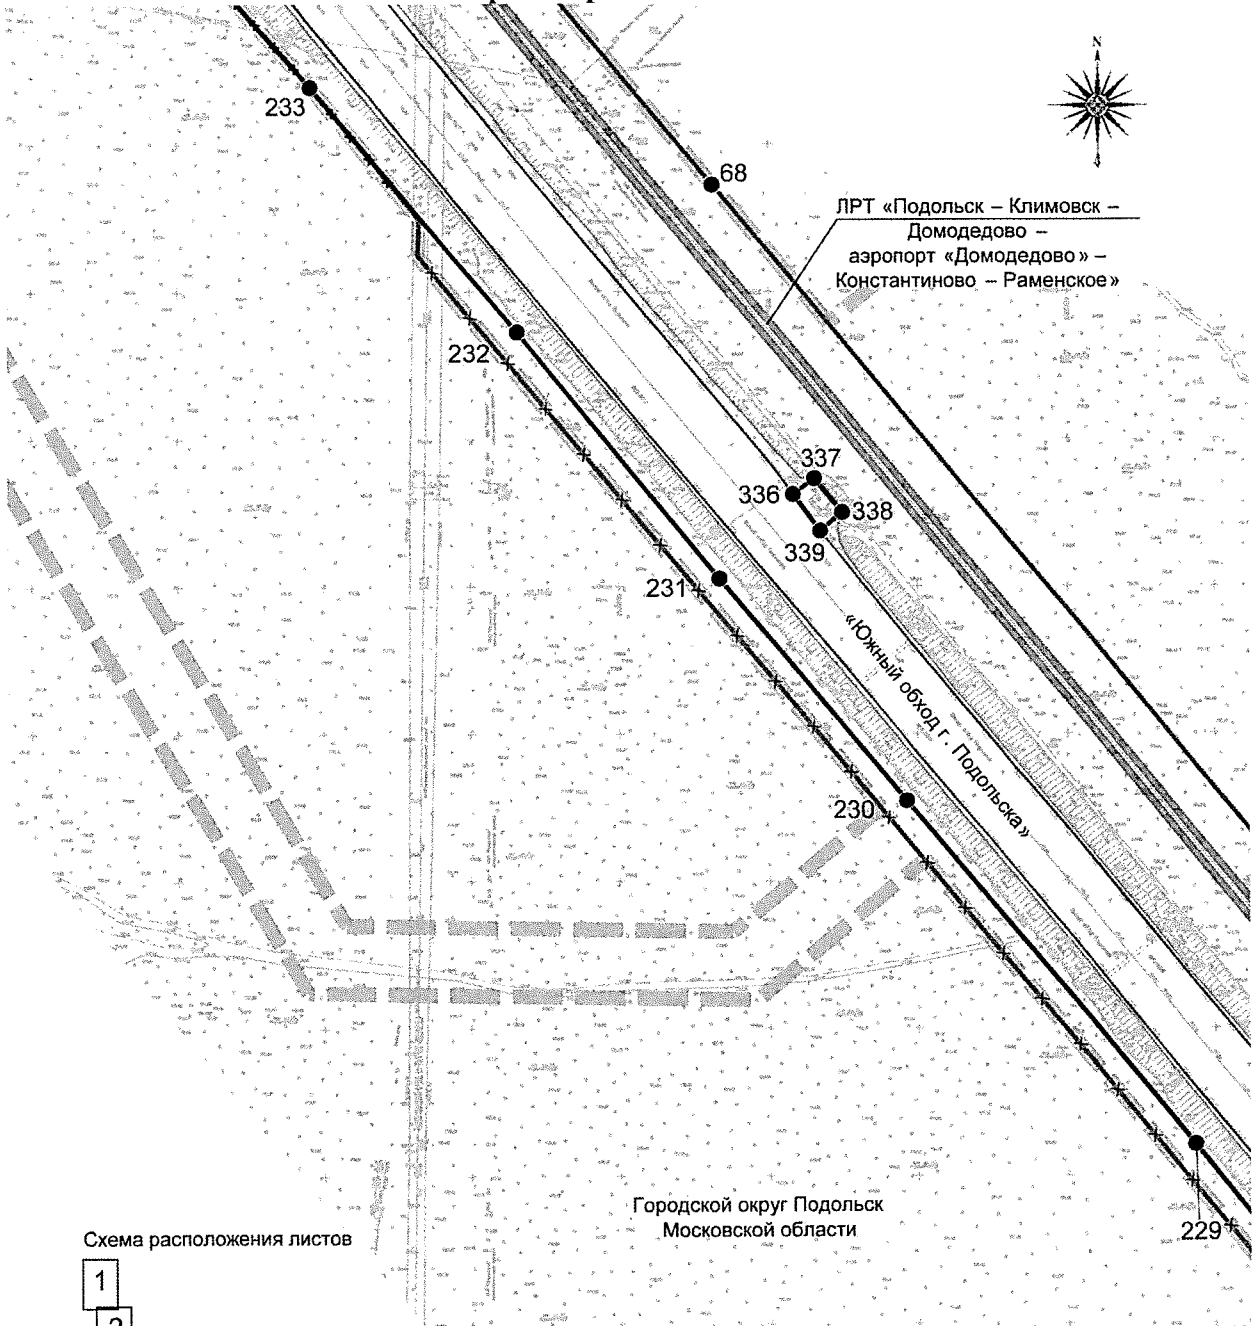 N
233
68
ЛРТ «Подольск – Климовск –
Домодедово –
аэропорт «Домодедово» –
Константиново – Раменское»
232
337
336
338
339
231
«Южный обход г. Подольска»
230
Городской округ Подольск
Московской области
229
Схема расположения листов
1
2